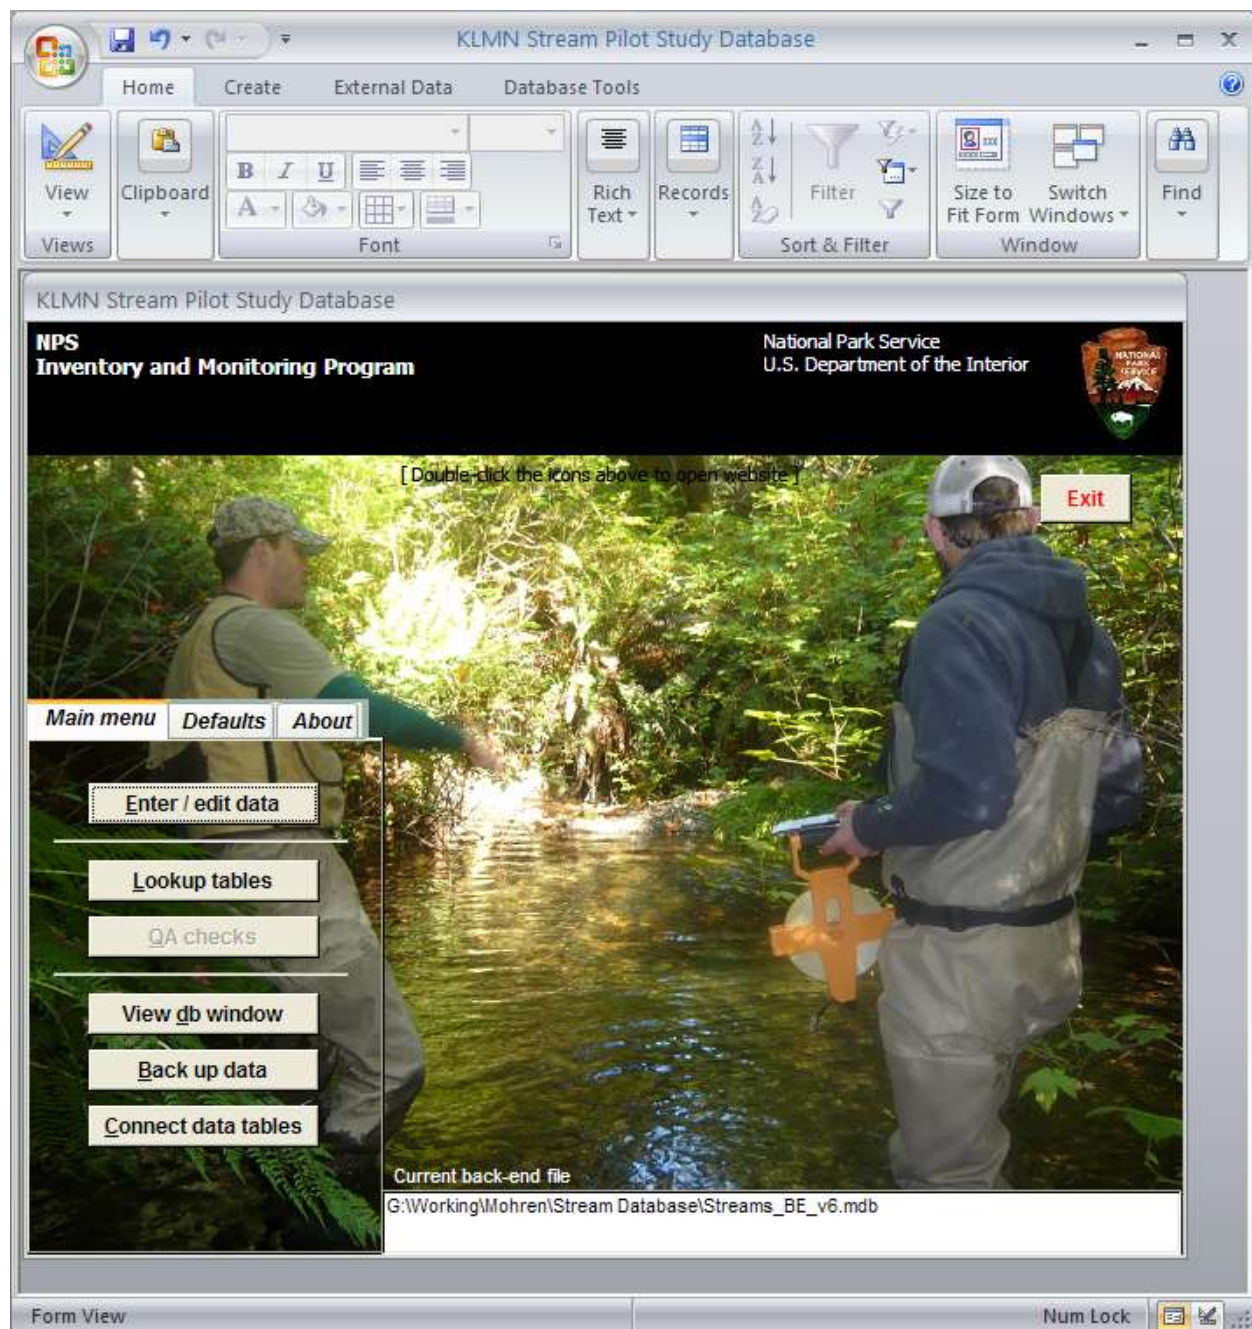 KLMN Stream Pilot Study Database
Home Create External Data Database Tools
View
Clipboard
B I U
A
Rich
Text
Records
A
Z
Z
A
A
Z
Filter
Size to
Fit Form
Switch
Windows
Find
Views
Font
Sort & Filter
Window
KLMN Stream Pilot Study Database
NPS
Inventory and Monitoring Program
National Park Service
U.S. Department of the Interior
NATIONAL
PARK
SERVICE
[ Double-click the icons above to open website ]
Exit
Main menu Defaults About
Enter / edit data
Lookup tables
QA checks
View db window
Back up data
Connect data tables
Current back-end file
G:\Working\Mohren\Stream Database\Streams_BE_v6.mdb
Form View
Num Lock